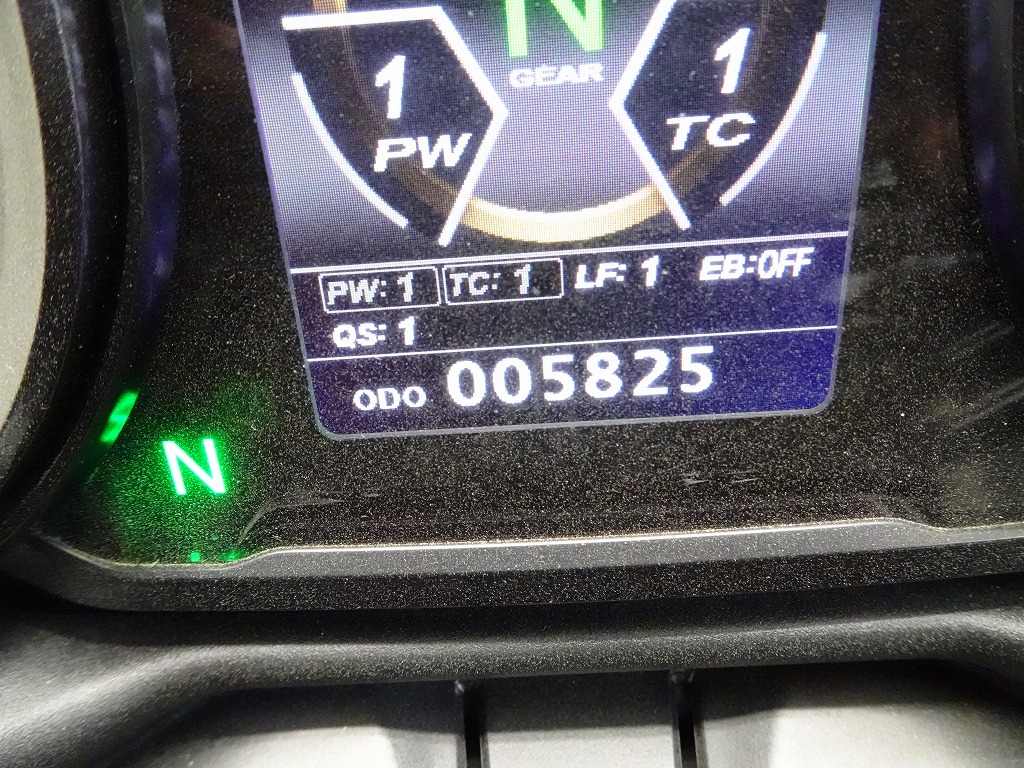 N
GEAR
1
PW
1
TC
PW: 1 TC: 1 LF: 1 EB:OFF
QS: 1
ODO 005825
N